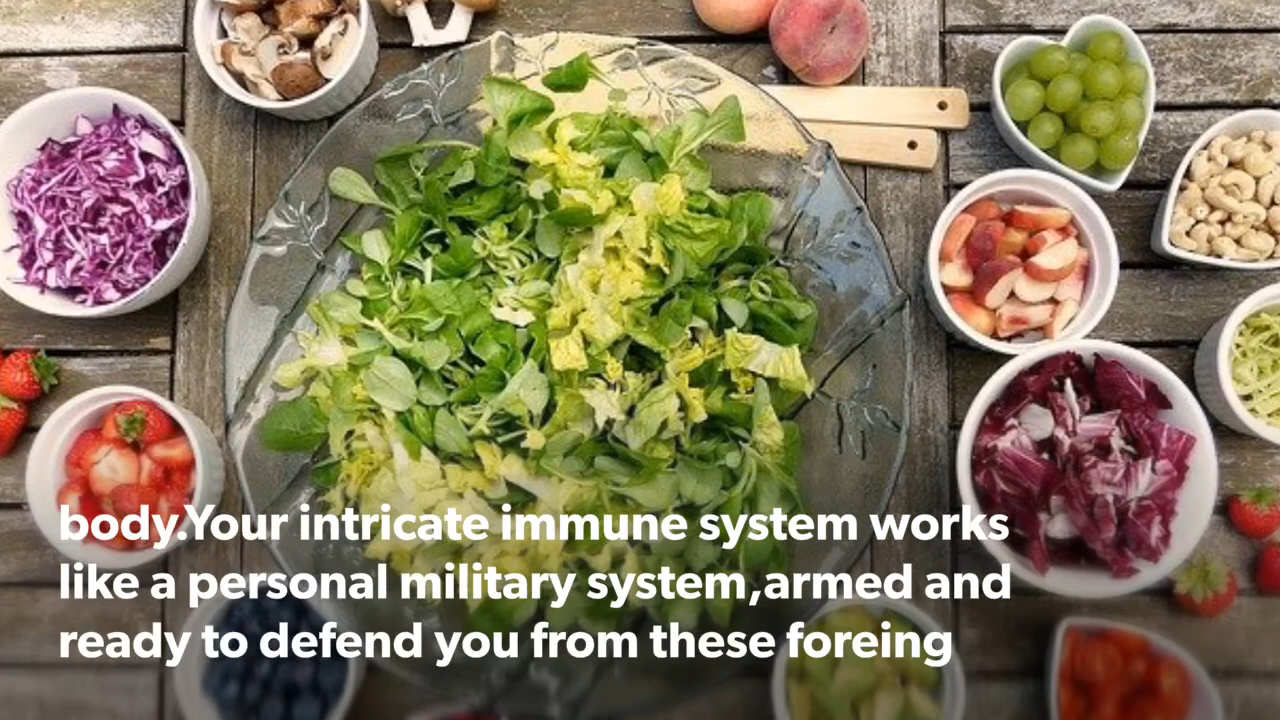 body.Your intricate immune system works
like a personal military system,armed and
ready to defend you from these foreing